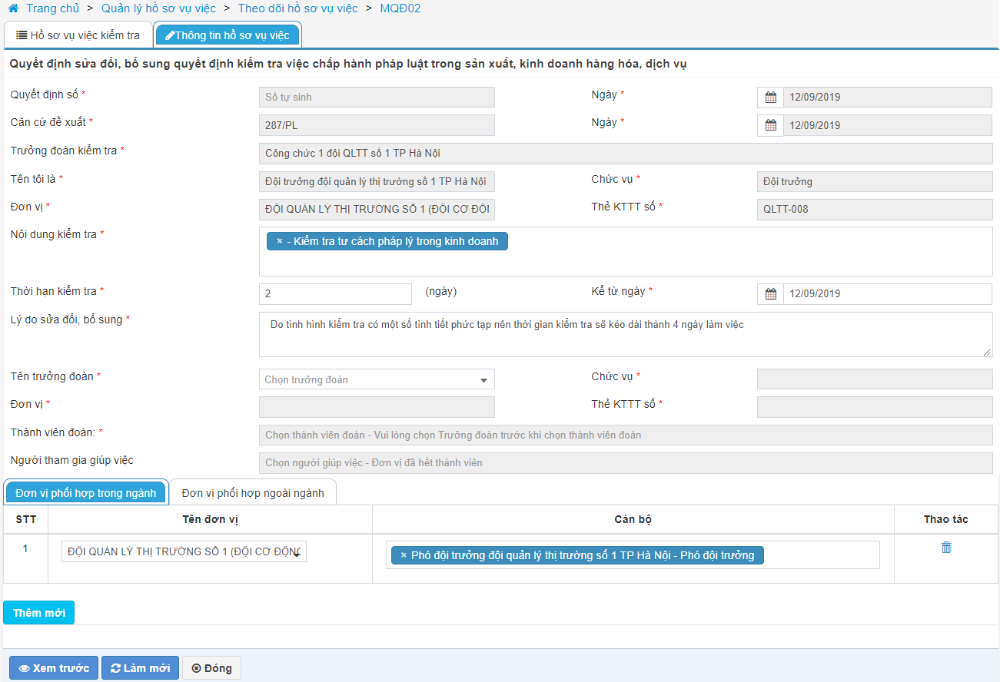 Trang chủ > Quản lý hồ sơ vụ việc > Theo dõi hồ sơ vụ việc > MQĐ02
Hồ sơ vụ việc kiểm tra Thông tin hồ sơ vụ việc
Quyết định sửa đổi, bổ sung quyết định kiểm tra việc chấp hành pháp luật trong sản xuất, kinh doanh hàng hóa, dịch vụ
Quyết định số * Số tự sinh Ngày * 12/09/2019
Căn cứ đề xuất * 287/PL Ngày * 12/09/2019
Trưởng đoàn kiểm tra * Công chức 1 đội QLTT số 1 TP Hà Nội
Tên tôi là * Đội trưởng đội quản lý thị trường số 1 TP Hà Nội Chức vụ * Đội trưởng
Đơn vị * ĐỘI QUẢN LÝ THỊ TRƯỜNG SỐ 1 (ĐỘI CƠ ĐỘN Thẻ KTTT số * QLTT-008
Nội dung kiểm tra * × - Kiểm tra tư cách pháp lý trong kinh doanh
Thời hạn kiểm tra * 2 (ngày) Kể từ ngày * 12/09/2019
Lý do sửa đổi, bổ sung * Do tình hình kiểm tra có một số tình tiết phức tạp nên thời gian kiểm tra sẽ kéo dài thành 4 ngày làm việc
Tên trưởng đoàn * Chọn trưởng đoàn Chức vụ *
Đơn vị * Thẻ KTTT số *
Thành viên đoàn: * Chọn thành viên đoàn - Vui lòng chọn Trưởng đoàn trước khi chọn thành viên đoàn
Người tham gia giúp việc Chọn người giúp việc - Đơn vị đã hết thành viên
Đơn vị phối hợp trong ngành Đơn vị phối hợp ngoài ngành
STT Tên đơn vị Cán bộ Thao tác
1 ĐỘI QUẢN LÝ THỊ TRƯỜNG SỐ 1 (ĐỘI CƠ ĐỘNG × Phó đội trưởng đội quản lý thị trường số 1 TP Hà Nội - Phó đội trưởng
Thêm mới
Xem trước Làm mới Đóng